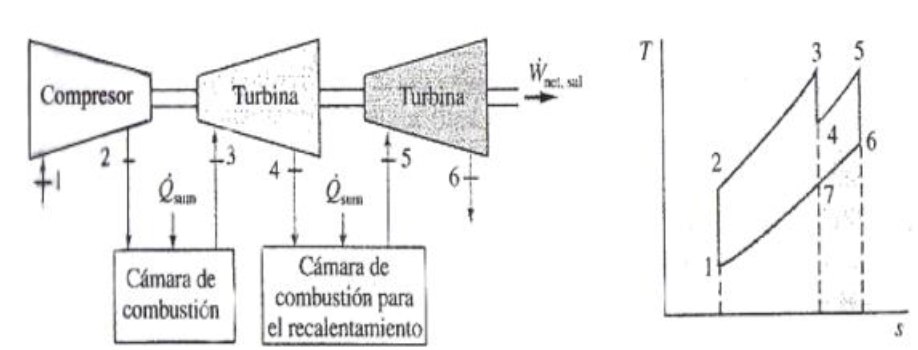 Compresor
Turbina
Turbina
Ẇnet, sal
1
2
3
4
5
6
Q̇sum
Q̇sum
Cámara de
combustión
Cámara de
combustión para
el recalentamiento
T
3
5
4
6
2
7
1
s